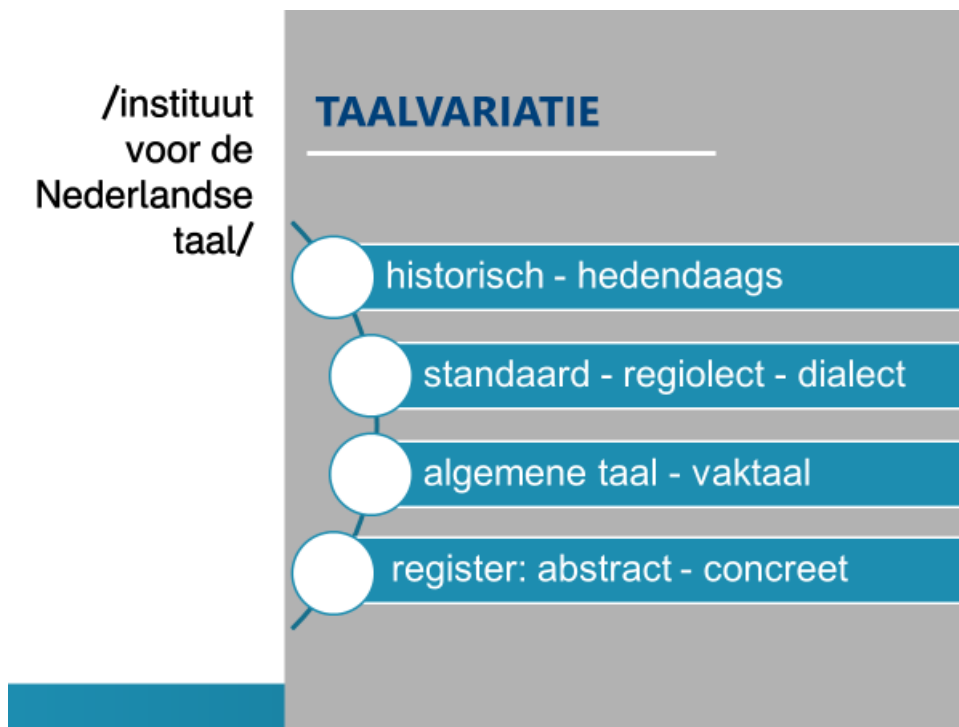 /instituut
voor de
Nederlandse
taal/
TAALVARIATIE
historisch - hedendaags
standaard - regiolect - dialect
algemene taal - vaktaal
register: abstract - concreet